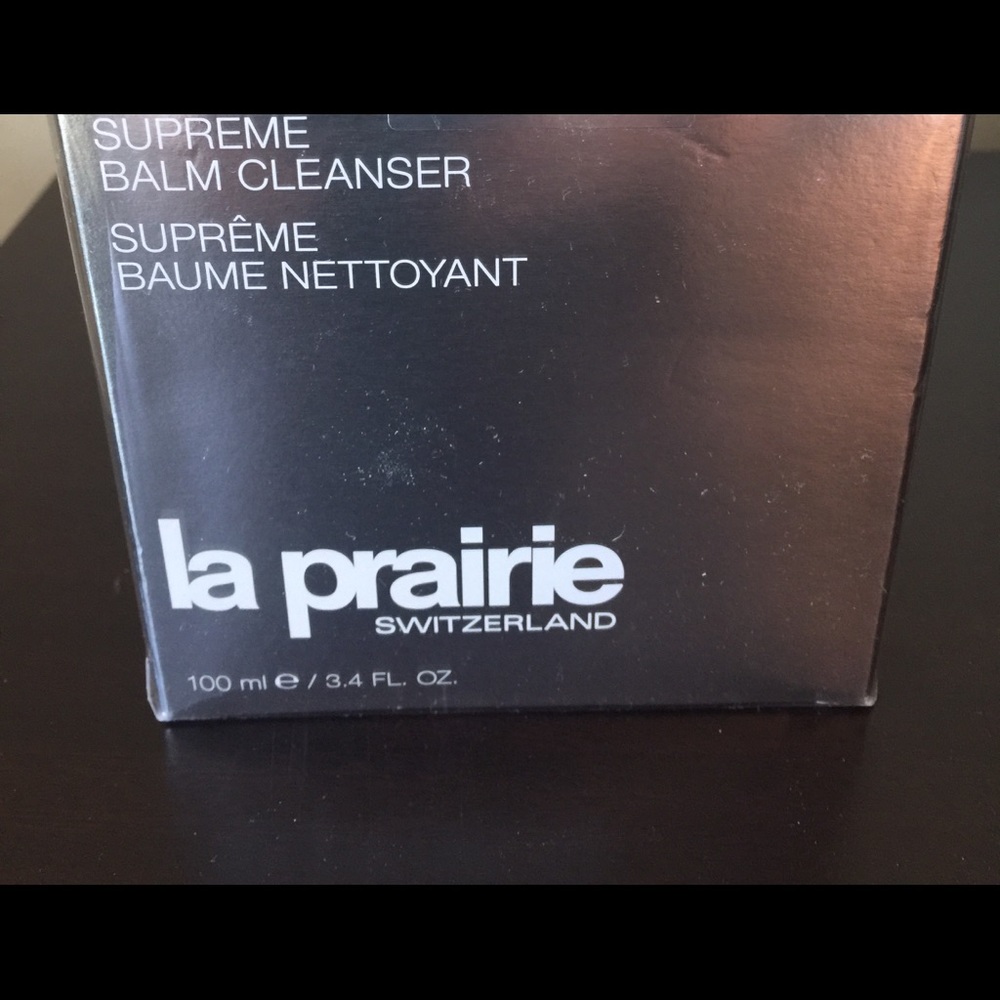 SUPREME
BALM CLEANSER
SUPRÊME
BAUME NETTOYANT
la prairie
SWITZERLAND
100 ml ℮ / 3.4 FL. OZ.